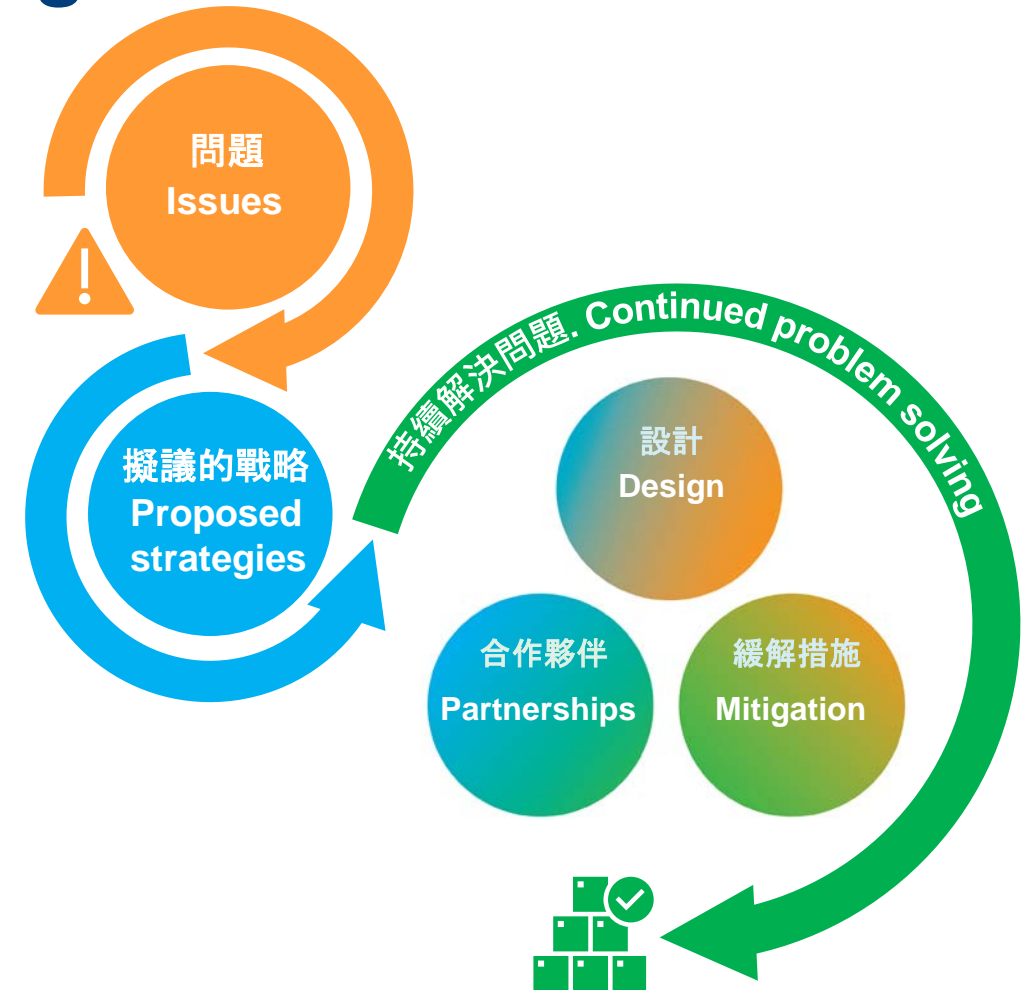 問題
Issues
擬議的戰略
Proposed
strategies
持續解決問題. Continued problem solving
設計
Design
合作夥伴
Partnerships
緩解措施
Mitigation